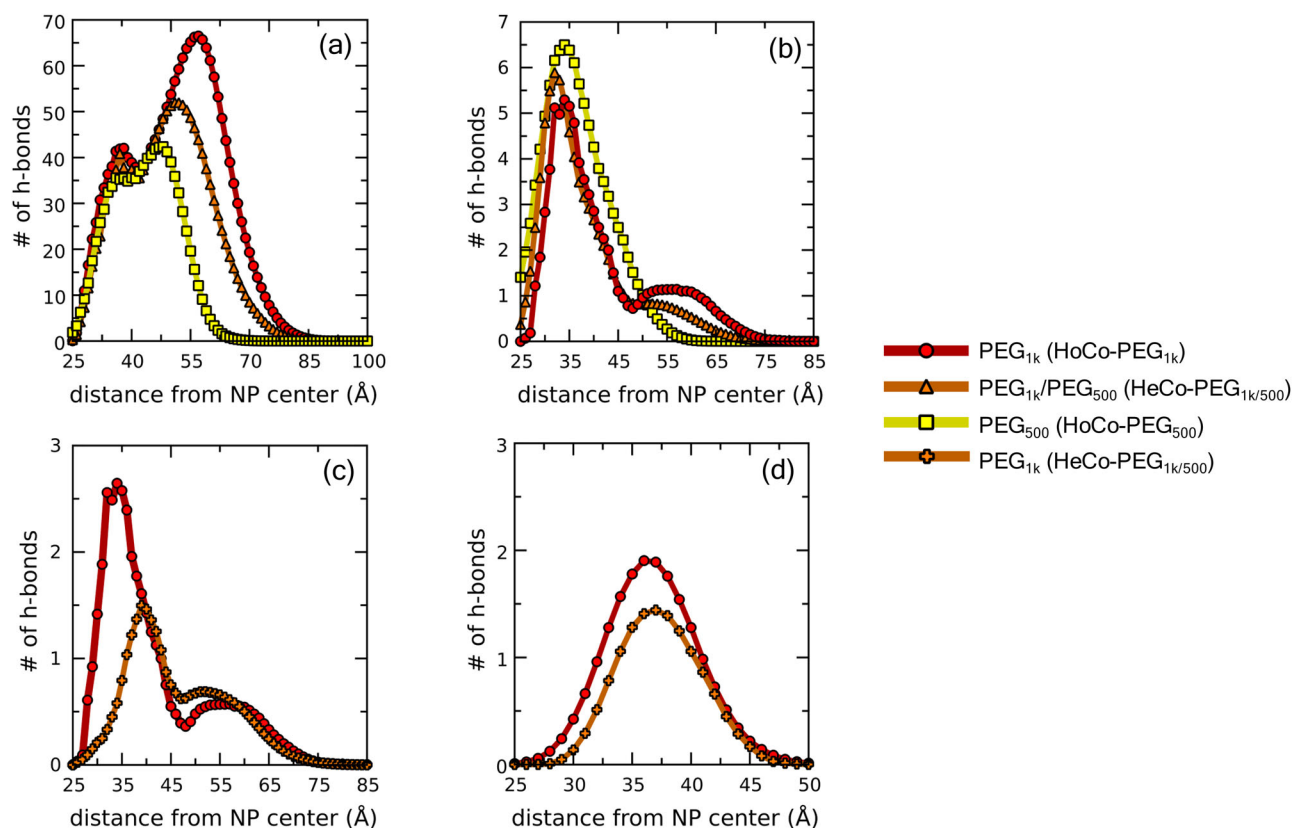 (a)
# of h-bonds
70
60
50
40
30
20
10
0
25 40 55 70 85 100
distance from NP center (Å)
(b)
# of h-bonds
7
6
5
4
3
2
1
0
25 35 45 55 65 75 85
distance from NP center (Å)
PEG1k (HoCo-PEG1k)
PEG1k/PEG500 (HeCo-PEG1k/500)
PEG500 (HoCo-PEG500)
PEG1k (HeCo-PEG1k/500)
(c)
# of h-bonds
3
2
1
0
25 35 45 55 65 75 85
distance from NP center (Å)
(d)
# of h-bonds
3
2
1
0
25 30 35 40 45 50
distance from NP center (Å)